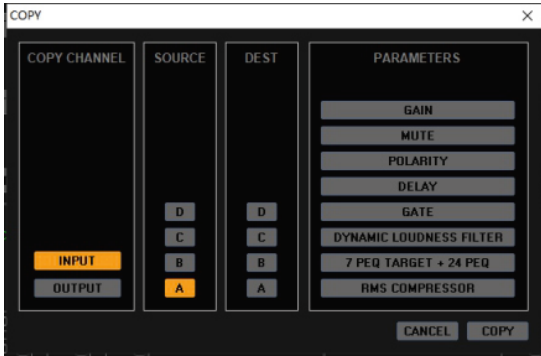 COPY
COPY CHANNEL
SOURCE
DEST
PARAMETERS
GAIN
MUTE
POLARITY
DELAY
D
D
GATE
C
C
DYNAMIC LOUDNESS FILTER
INPUT
B
B
7 PEQ TARGET + 24 PEQ
OUTPUT
A
A
RMS COMPRESSOR
CANCEL
COPY